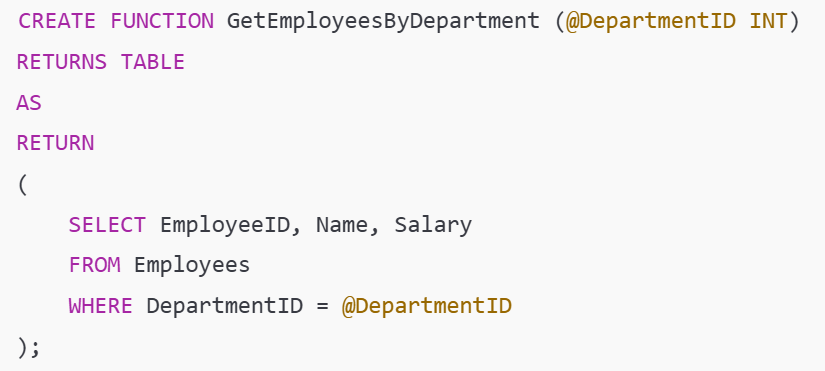 CREATE FUNCTION GetEmployeesByDepartment (@DepartmentID INT)
RETURNS TABLE
AS
RETURN
(
    SELECT EmployeeID, Name, Salary
    FROM Employees
    WHERE DepartmentID = @DepartmentID
);